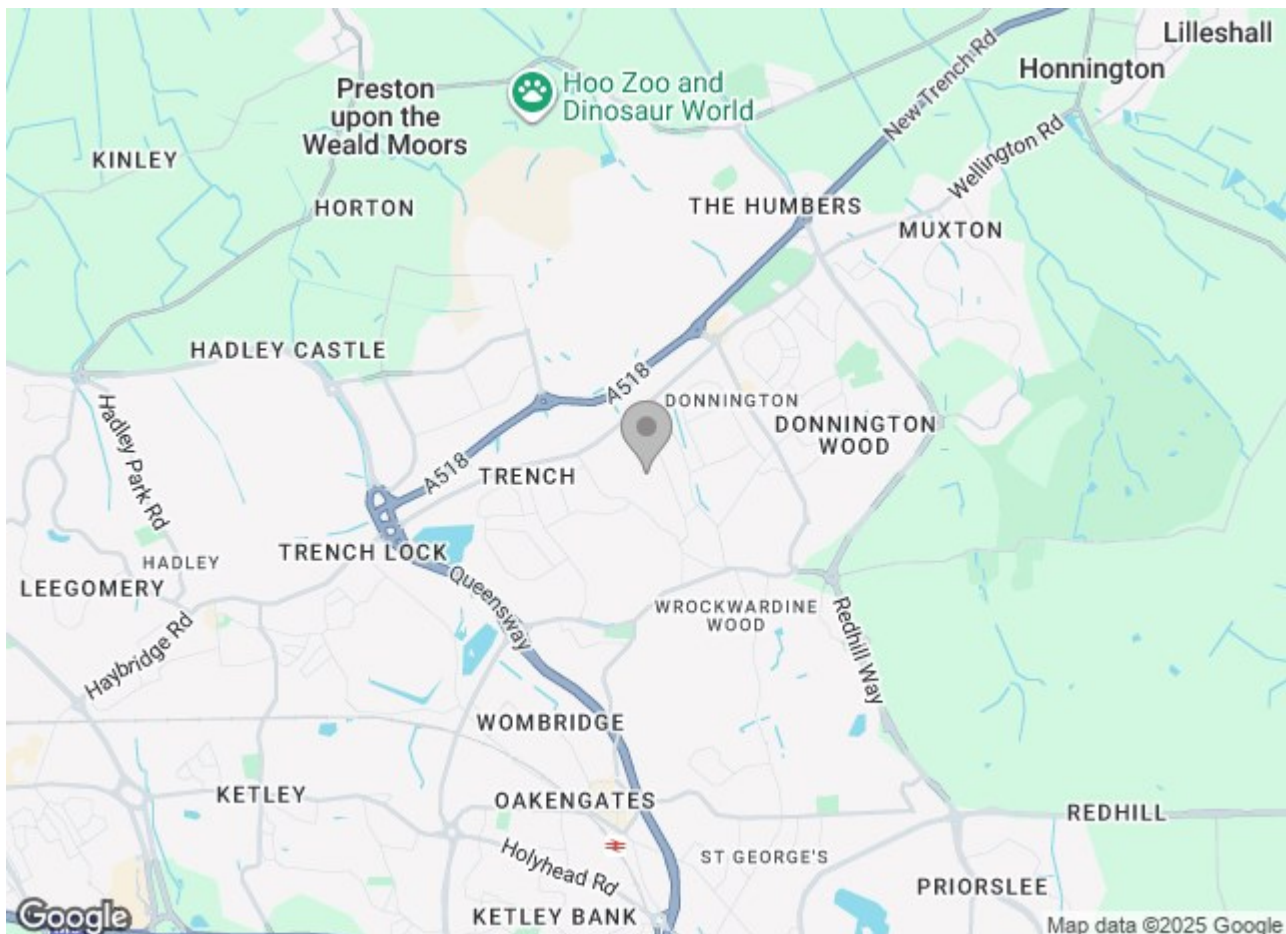 Lilleshall
Honnington
Preston
upon the
Weald Moors
Hoo Zoo and
Dinosaur World
New Trench Rd
Wellington Rd
KINLEY
HORTON
THE HUMBERS
MUXTON
HADLEY CASTLE
A518
DONNINGTON
DONNINGTON
WOOD
Hadley Park Rd
A518
TRENCH
TRENCH LOCK
HADLEY
LEEGOMERY
Queensway
WROCKWARDINE
WOOD
Redhill Way
Haybridge Rd
WOMBRIDGE
KETLEY
OAKENGATES
REDHILL
Holyhead Rd
ST GEORGE'S
PRIORSLEE
KETLEY BANK
Google
Map data ©2025 Google